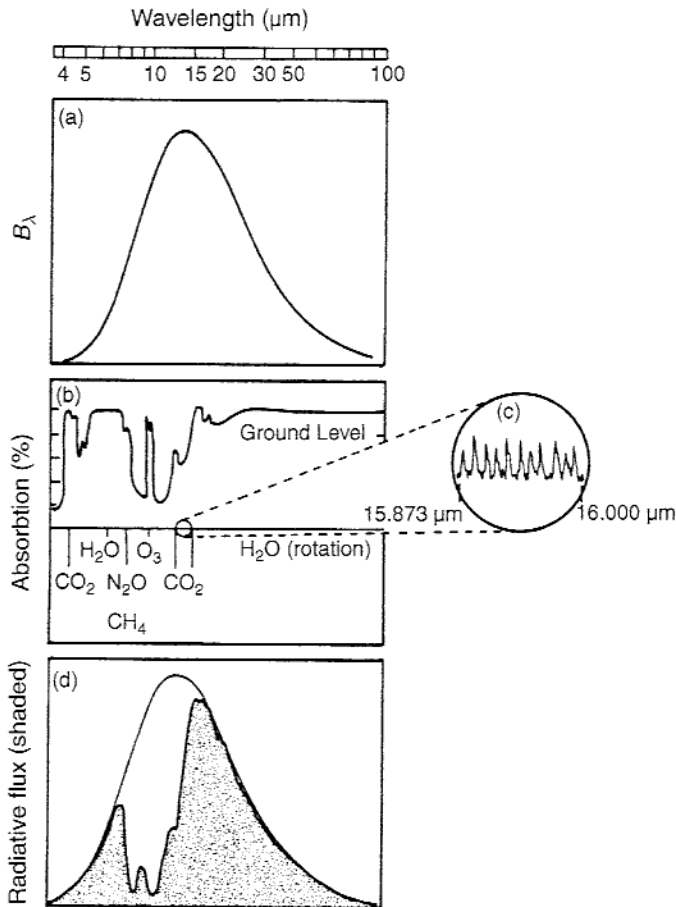 Wavelength (μm)
4 5 10 15 20 30 50 100
(a)
Bλ
(b)
Ground Level
Absorbtion (%)
(c)
15.873 μm 16.000 μm
H2O O3 H2O (rotation)
CO2 N2O CO2
CH4
(d)
Radiative flux (shaded)